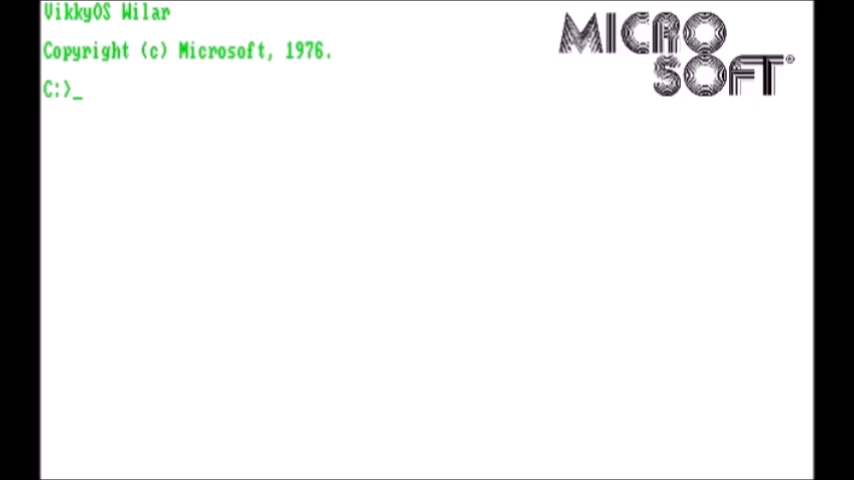 VikkyOS Wilar
Copyright (c) Microsoft, 1976.
C:>_
MICRO
SOFT®